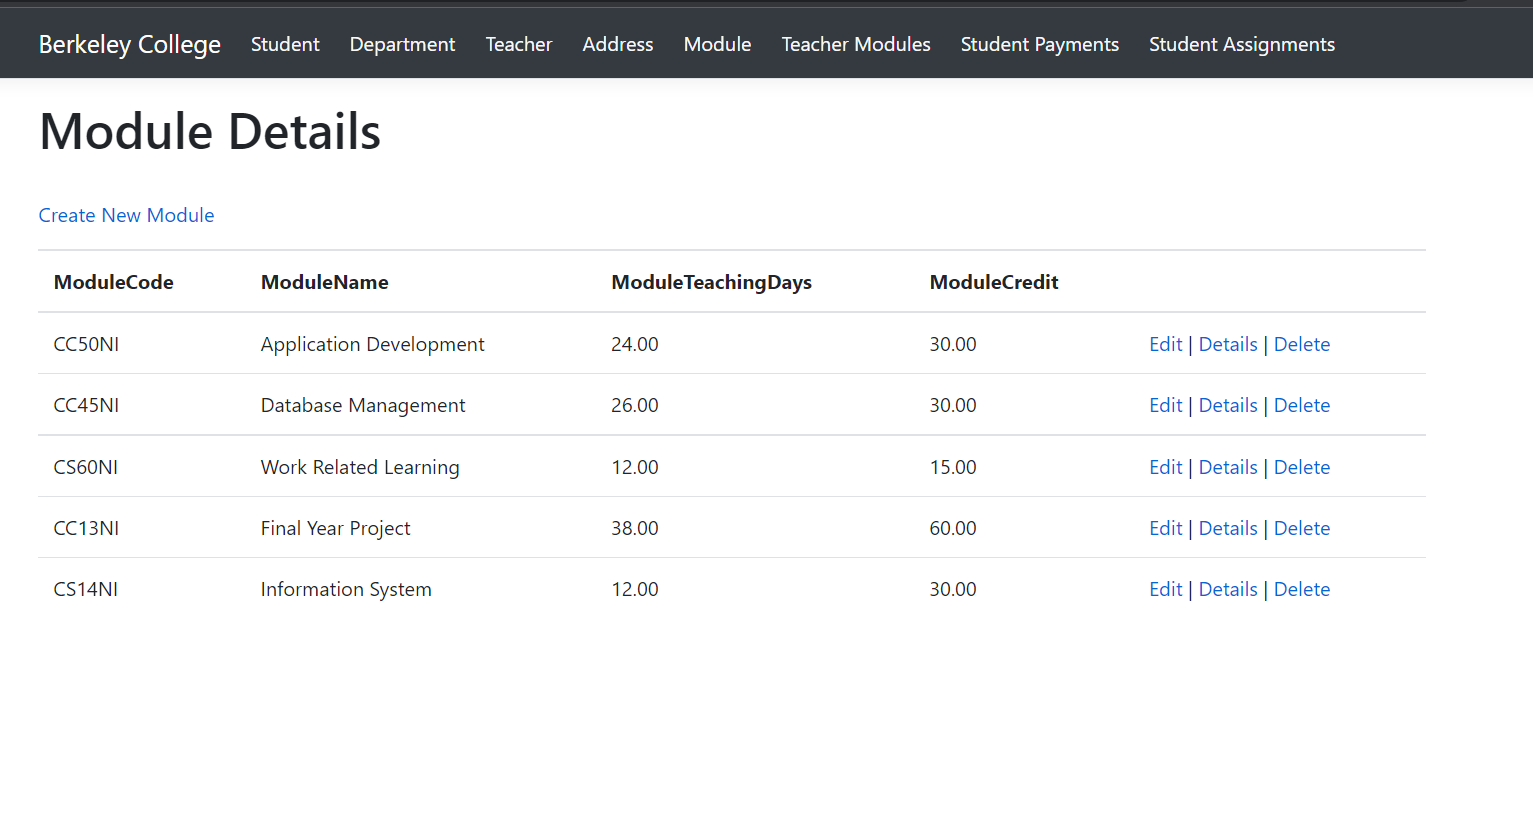 Berkeley College Student Department Teacher Address Module Teacher Modules Student Payments Student Assignments
Module Details
Create New Module
ModuleCode ModuleName ModuleTeachingDays ModuleCredit
CC50NI Application Development 24.00 30.00 Edit | Details | Delete
CC45NI Database Management 26.00 30.00 Edit | Details | Delete
CS60NI Work Related Learning 12.00 15.00 Edit | Details | Delete
CC13NI Final Year Project 38.00 60.00 Edit | Details | Delete
CS14NI Information System 12.00 30.00 Edit | Details | Delete